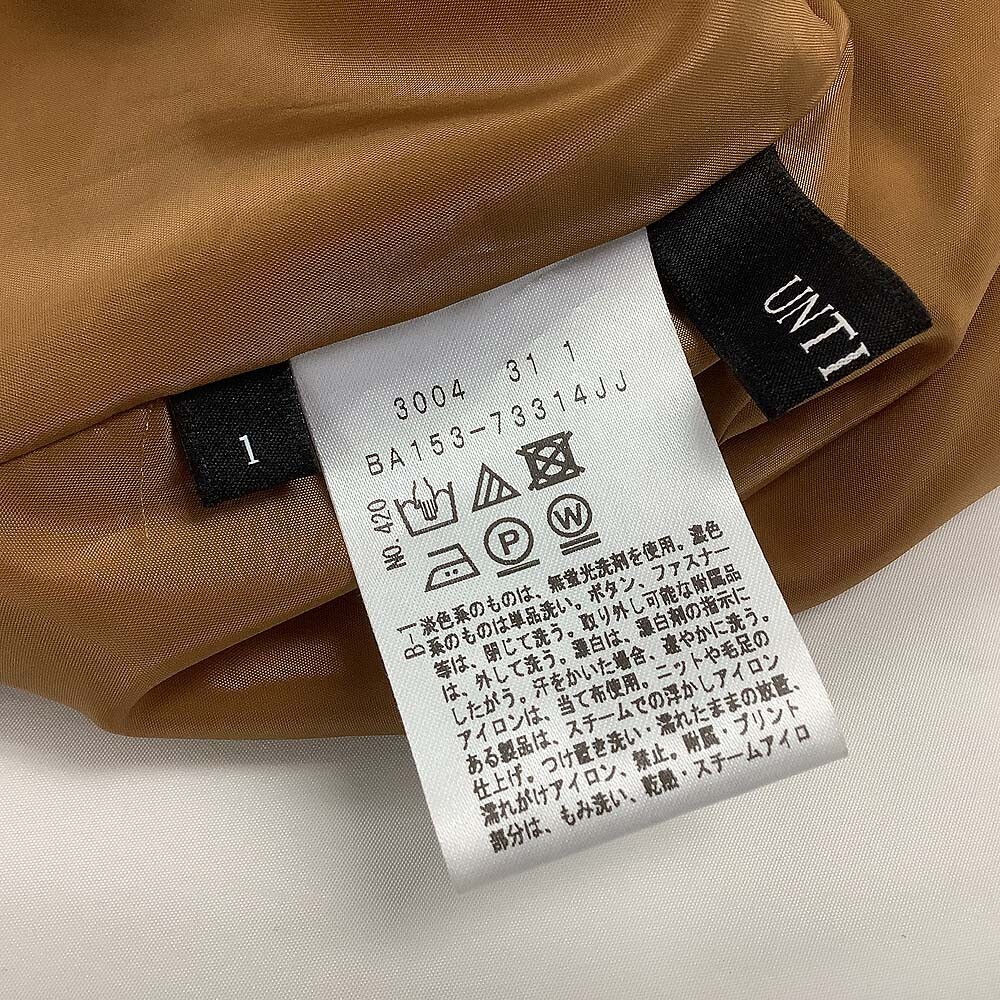 UNTI
1
3004 31 1
BA153-73314JJ
NO. 420
P
W
B-1
淡色系のものは、無蛍光洗剤を使用。濃色
系のものは単品洗い。ボタン、ファスナー
等は、閉じて洗う。取り外し可能な附属品
は、外して洗う。漂白は、漂白剤の指示に
したがう。汗をかいた場合、速やかに洗う。
アイロンは、当て布使用。ニットや毛足の
ある製品は、スチームでの浮かしアイロン
仕上げ。つけ置き洗い・濡れたままの放置、
濡れがけアイロン、禁止。附属・プリント
部分は、もみ洗い、乾熱・スチームアイロ